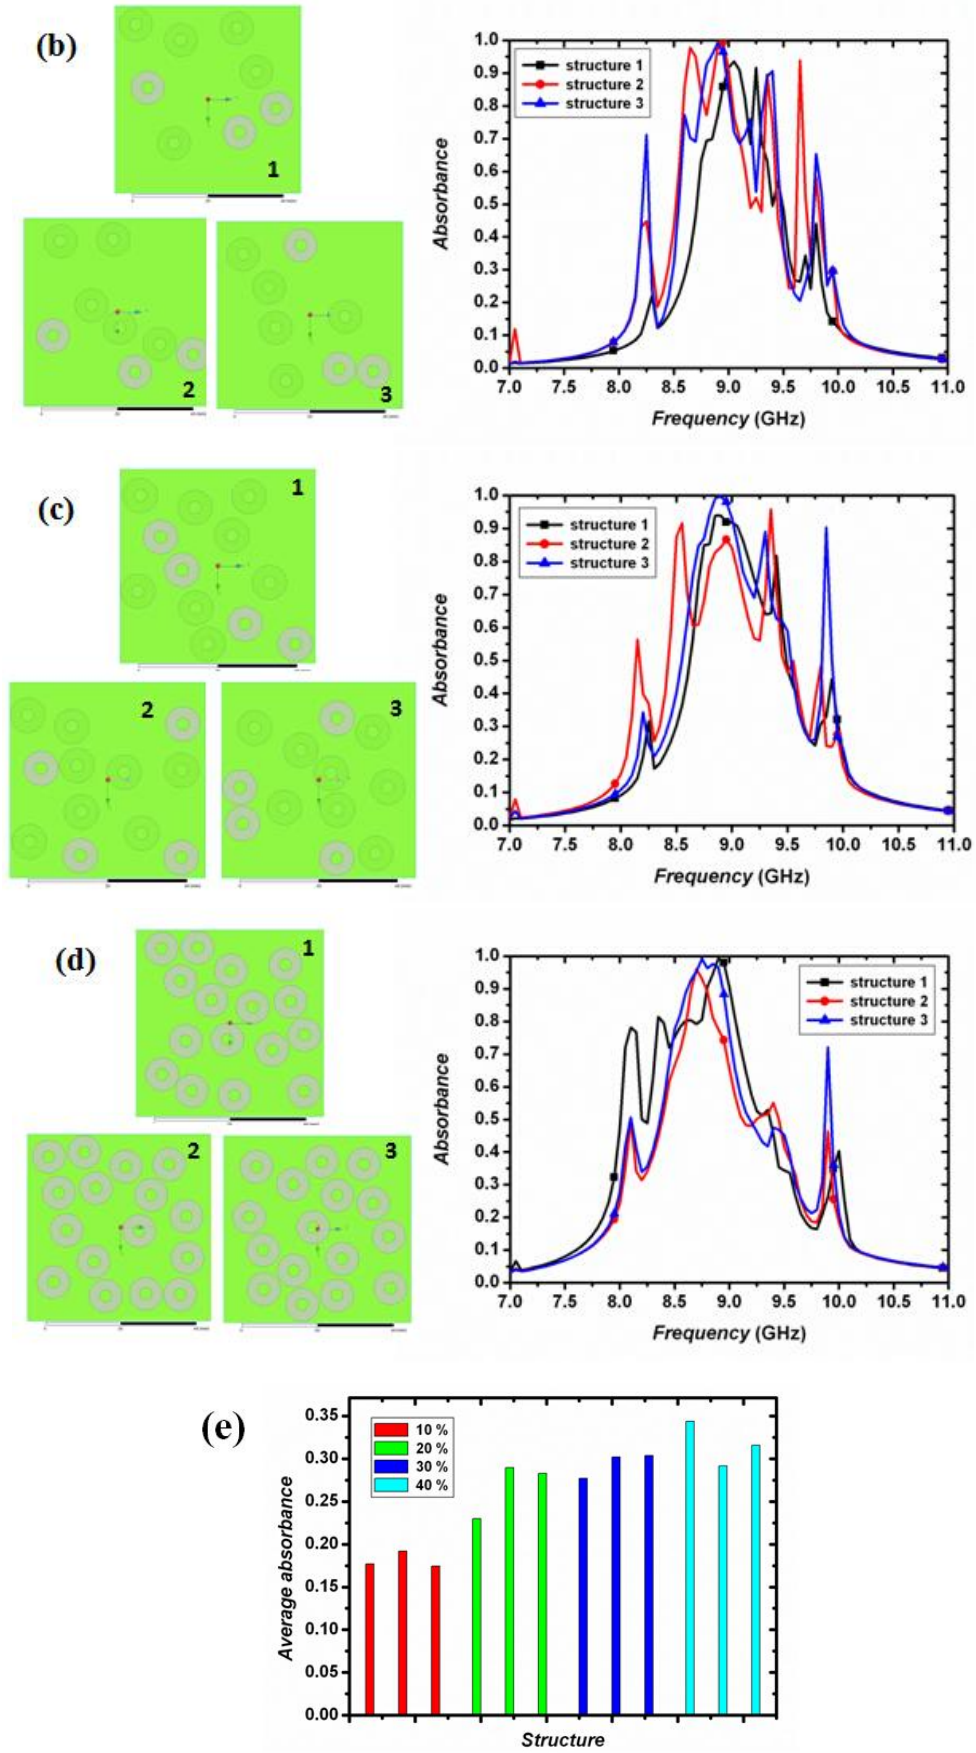 (b)
1
2
3
1.0
0.9
0.8
0.7
0.6
0.5
0.4
0.3
0.2
0.1
0.0
Absorbance
structure 1
structure 2
structure 3
7.0 7.5 8.0 8.5 9.0 9.5 10.0 10.5 11.0
Frequency (GHz)
(c)
1
2
3
1.0
0.9
0.8
0.7
0.6
0.5
0.4
0.3
0.2
0.1
0.0
Absorbance
structure 1
structure 2
structure 3
7.0 7.5 8.0 8.5 9.0 9.5 10.0 10.5 11.0
Frequency (GHz)
(d)
1
2
3
1.0
0.9
0.8
0.7
0.6
0.5
0.4
0.3
0.2
0.1
0.0
Absorbance
structure 1
structure 2
structure 3
7.0 7.5 8.0 8.5 9.0 9.5 10.0 10.5 11.0
Frequency (GHz)
(e)
0.35
0.30
0.25
0.20
0.15
0.10
0.05
0.00
Average absorbance
10 %
20 %
30 %
40 %
Structure